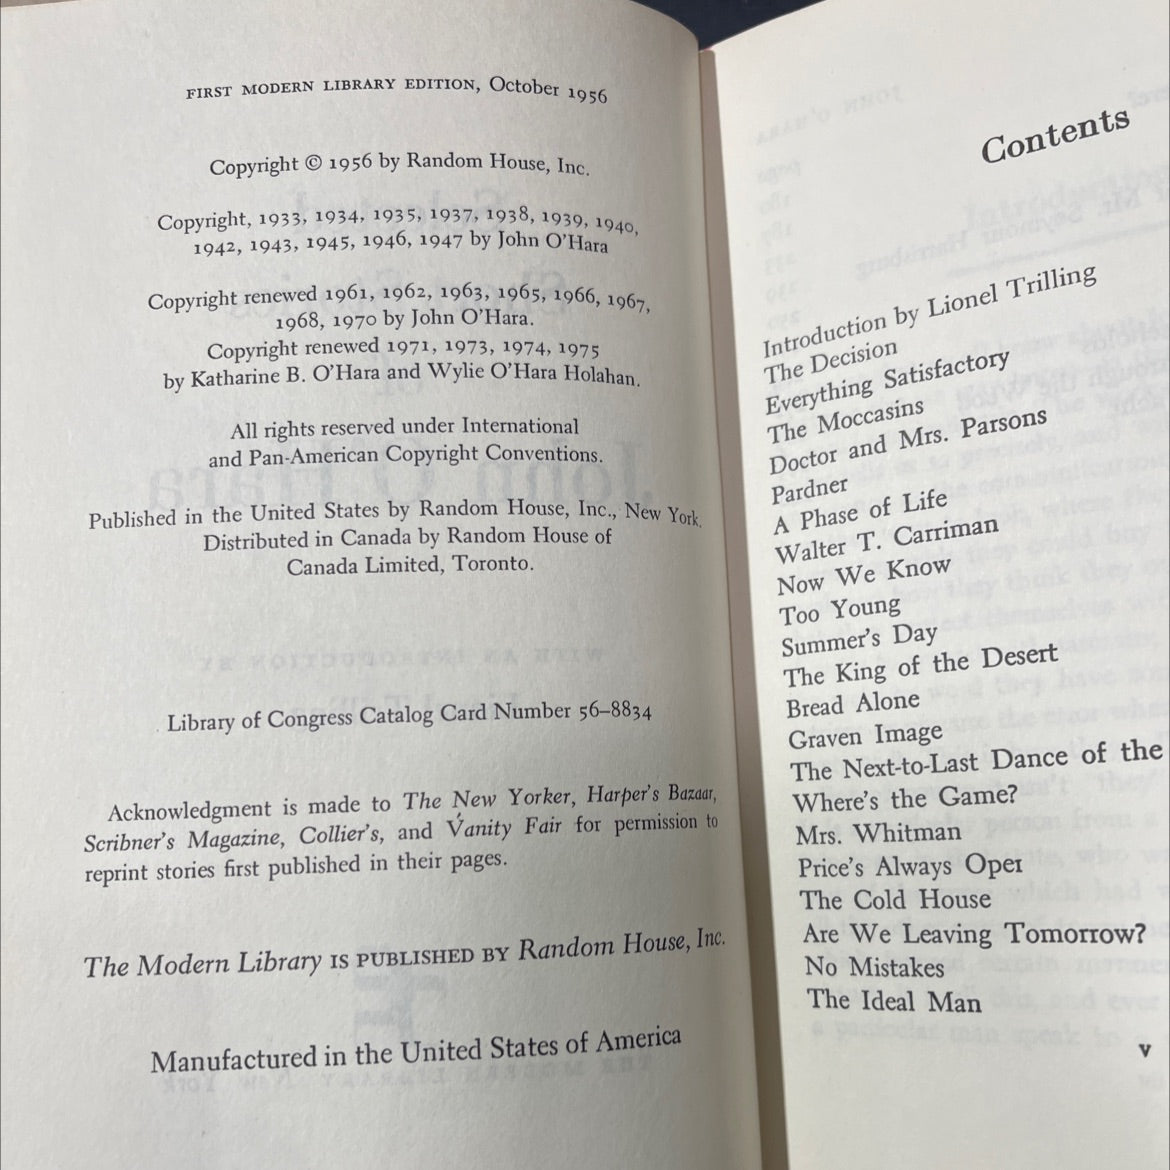 FIRST MODERN LIBRARY EDITION, October 1956
Copyright © 1956 by Random House, Inc.
Copyright, 1933, 1934, 1935, 1937, 1938, 1939, 1940,
1942, 1943, 1945, 1946, 1947 by John O'Hara
Copyright renewed 1961, 1962, 1963, 1965, 1966, 1967,
1968, 1970 by John O'Hara.
Copyright renewed 1971, 1973, 1974, 1975
by Katharine B. O'Hara and Wylie O'Hara Holahan.
All rights reserved under International
and Pan-American Copyright Conventions.
Published in the United States by Random House, Inc., New York.
Distributed in Canada by Random House of
Canada Limited, Toronto.
Library of Congress Catalog Card Number 56–8834
Acknowledgment is made to The New Yorker, Harper's Bazaar,
Scribner's Magazine, Collier's, and Vanity Fair for permission to
reprint stories first published in their pages.
The Modern Library IS PUBLISHED BY Random House, Inc.
Manufactured in the United States of America
Contents
Introduction by Lionel Trilling
The Decision
Everything Satisfactory
The Moccasins
Doctor and Mrs. Parsons
Pardner
A Phase of Life
Walter T. Carriman
Now We Know
Too Young
Summer's Day
The King of the Desert
Bread Alone
Graven Image
The Next-to-Last Dance of the
Where's the Game?
Mrs. Whitman
Price's Always Oper
The Cold House
Are We Leaving Tomorrow?
No Mistakes
The Ideal Man
v